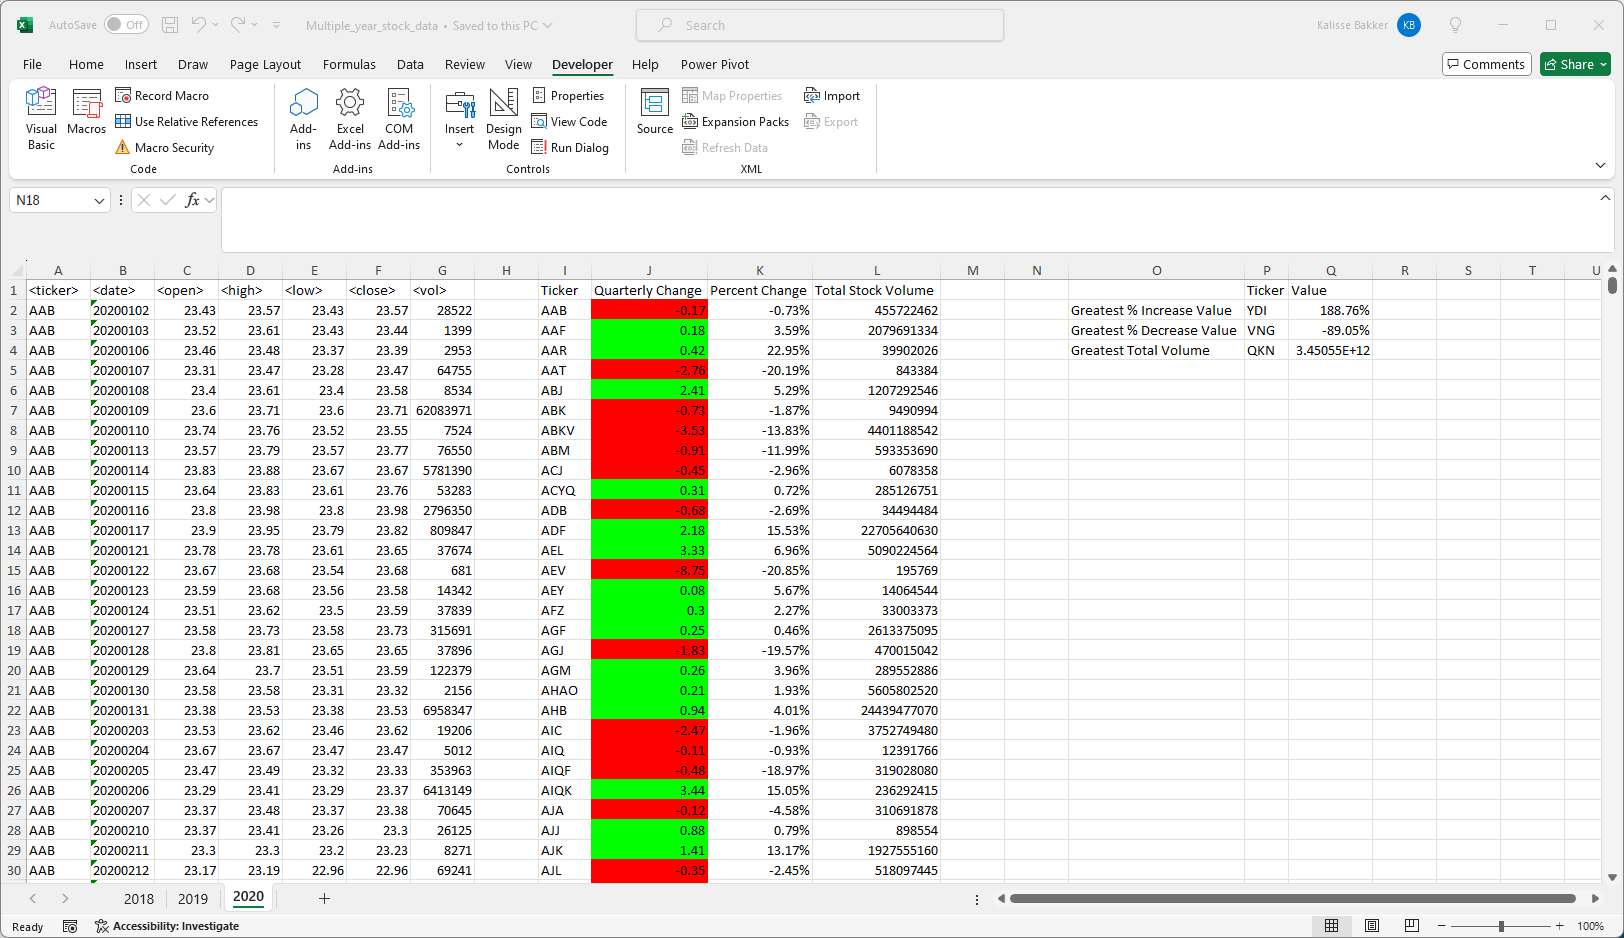 AutoSave Off Multiple_year_stock_data • Saved to this PC Search Kalisse Bakker KB
File Home Insert Draw Page Layout Formulas Data Review View Developer Help Power Pivot Comments Share
Visual Basic Macros Record Macro Use Relative References Macro Security Code
Add-ins Excel Add-ins COM Add-ins Add-ins
Insert Design Mode Properties View Code Run Dialog Controls
Source Map Properties Expansion Packs Refresh Data Import Export XML
N18 fx
A B C D E F G H I J K L M N O P Q R S T U
1 <ticker> <date> <open> <high> <low> <close> <vol> Ticker Quarterly Change Percent Change Total Stock Volume Ticker Value
2 AAB 20200102 23.43 23.57 23.43 23.57 28522 AAB -0.17 -0.73% 455722462 Greatest % Increase Value YDI 188.76%
3 AAB 20200103 23.52 23.61 23.43 23.44 1399 AAF 0.18 3.59% 2079691334 Greatest % Decrease Value VNG -89.05%
4 AAB 20200106 23.46 23.48 23.37 23.39 2953 AAR 0.42 22.95% 39902026 Greatest Total Volume QKN 3.45055E+12
5 AAB 20200107 23.31 23.47 23.28 23.47 64755 AAT -2.76 -20.19% 843384
6 AAB 20200108 23.4 23.61 23.4 23.58 8534 ABJ 2.41 5.29% 1207292546
7 AAB 20200109 23.6 23.71 23.6 23.71 62083971 ABK -0.73 -1.87% 9490994
8 AAB 20200110 23.74 23.76 23.52 23.55 7524 ABKV -3.53 -13.83% 4401188542
9 AAB 20200113 23.57 23.79 23.57 23.77 76550 ABM -0.91 -11.99% 593353690
10 AAB 20200114 23.83 23.88 23.67 23.67 5781390 ACJ -0.45 -2.96% 6078358
11 AAB 20200115 23.64 23.83 23.61 23.76 53283 ACYQ 0.31 0.72% 285126751
12 AAB 20200116 23.8 23.98 23.8 23.98 2796350 ADB -0.68 -2.69% 34494484
13 AAB 20200117 23.9 23.95 23.79 23.82 809847 ADF 2.18 15.53% 22705640630
14 AAB 20200121 23.78 23.78 23.61 23.65 37674 AEL 3.33 6.96% 5090224564
15 AAB 20200122 23.67 23.68 23.54 23.68 681 AEV -8.75 -20.85% 195769
16 AAB 20200123 23.59 23.68 23.56 23.58 14342 AEY 0.08 5.67% 14064544
17 AAB 20200124 23.51 23.62 23.5 23.59 37839 AFZ 0.3 2.27% 33003373
18 AAB 20200127 23.58 23.73 23.58 23.73 315691 AGF 0.25 0.46% 2613375095
19 AAB 20200128 23.8 23.81 23.65 23.65 37896 AGJ -1.83 -19.57% 470015042
20 AAB 20200129 23.64 23.7 23.51 23.59 122379 AGM 0.26 3.96% 289552886
21 AAB 20200130 23.58 23.58 23.31 23.32 2156 AHAO 0.21 1.93% 5605802520
22 AAB 20200131 23.38 23.53 23.38 23.53 6958347 AHB 0.94 4.01% 24439477070
23 AAB 20200203 23.53 23.62 23.46 23.62 19206 AIC -2.47 -1.96% 3752749480
24 AAB 20200204 23.67 23.67 23.47 23.47 5012 AIQ -0.11 -0.93% 12391766
25 AAB 20200205 23.47 23.49 23.32 23.33 353963 AIQF -0.48 -18.97% 319028080
26 AAB 20200206 23.29 23.41 23.29 23.37 6413149 AIQK 3.44 15.05% 236292415
27 AAB 20200207 23.37 23.48 23.37 23.38 70645 AJA -0.12 -4.58% 310691878
28 AAB 20200210 23.37 23.41 23.26 23.3 26125 AJJ 0.88 0.79% 898554
29 AAB 20200211 23.3 23.3 23.2 23.23 8271 AJK 1.41 13.17% 1927555160
30 AAB 20200212 23.17 23.19 22.96 22.96 69241 AJL -0.35 -2.45% 518097445
2018 2019 2020
Ready Accessibility: Investigate 100%